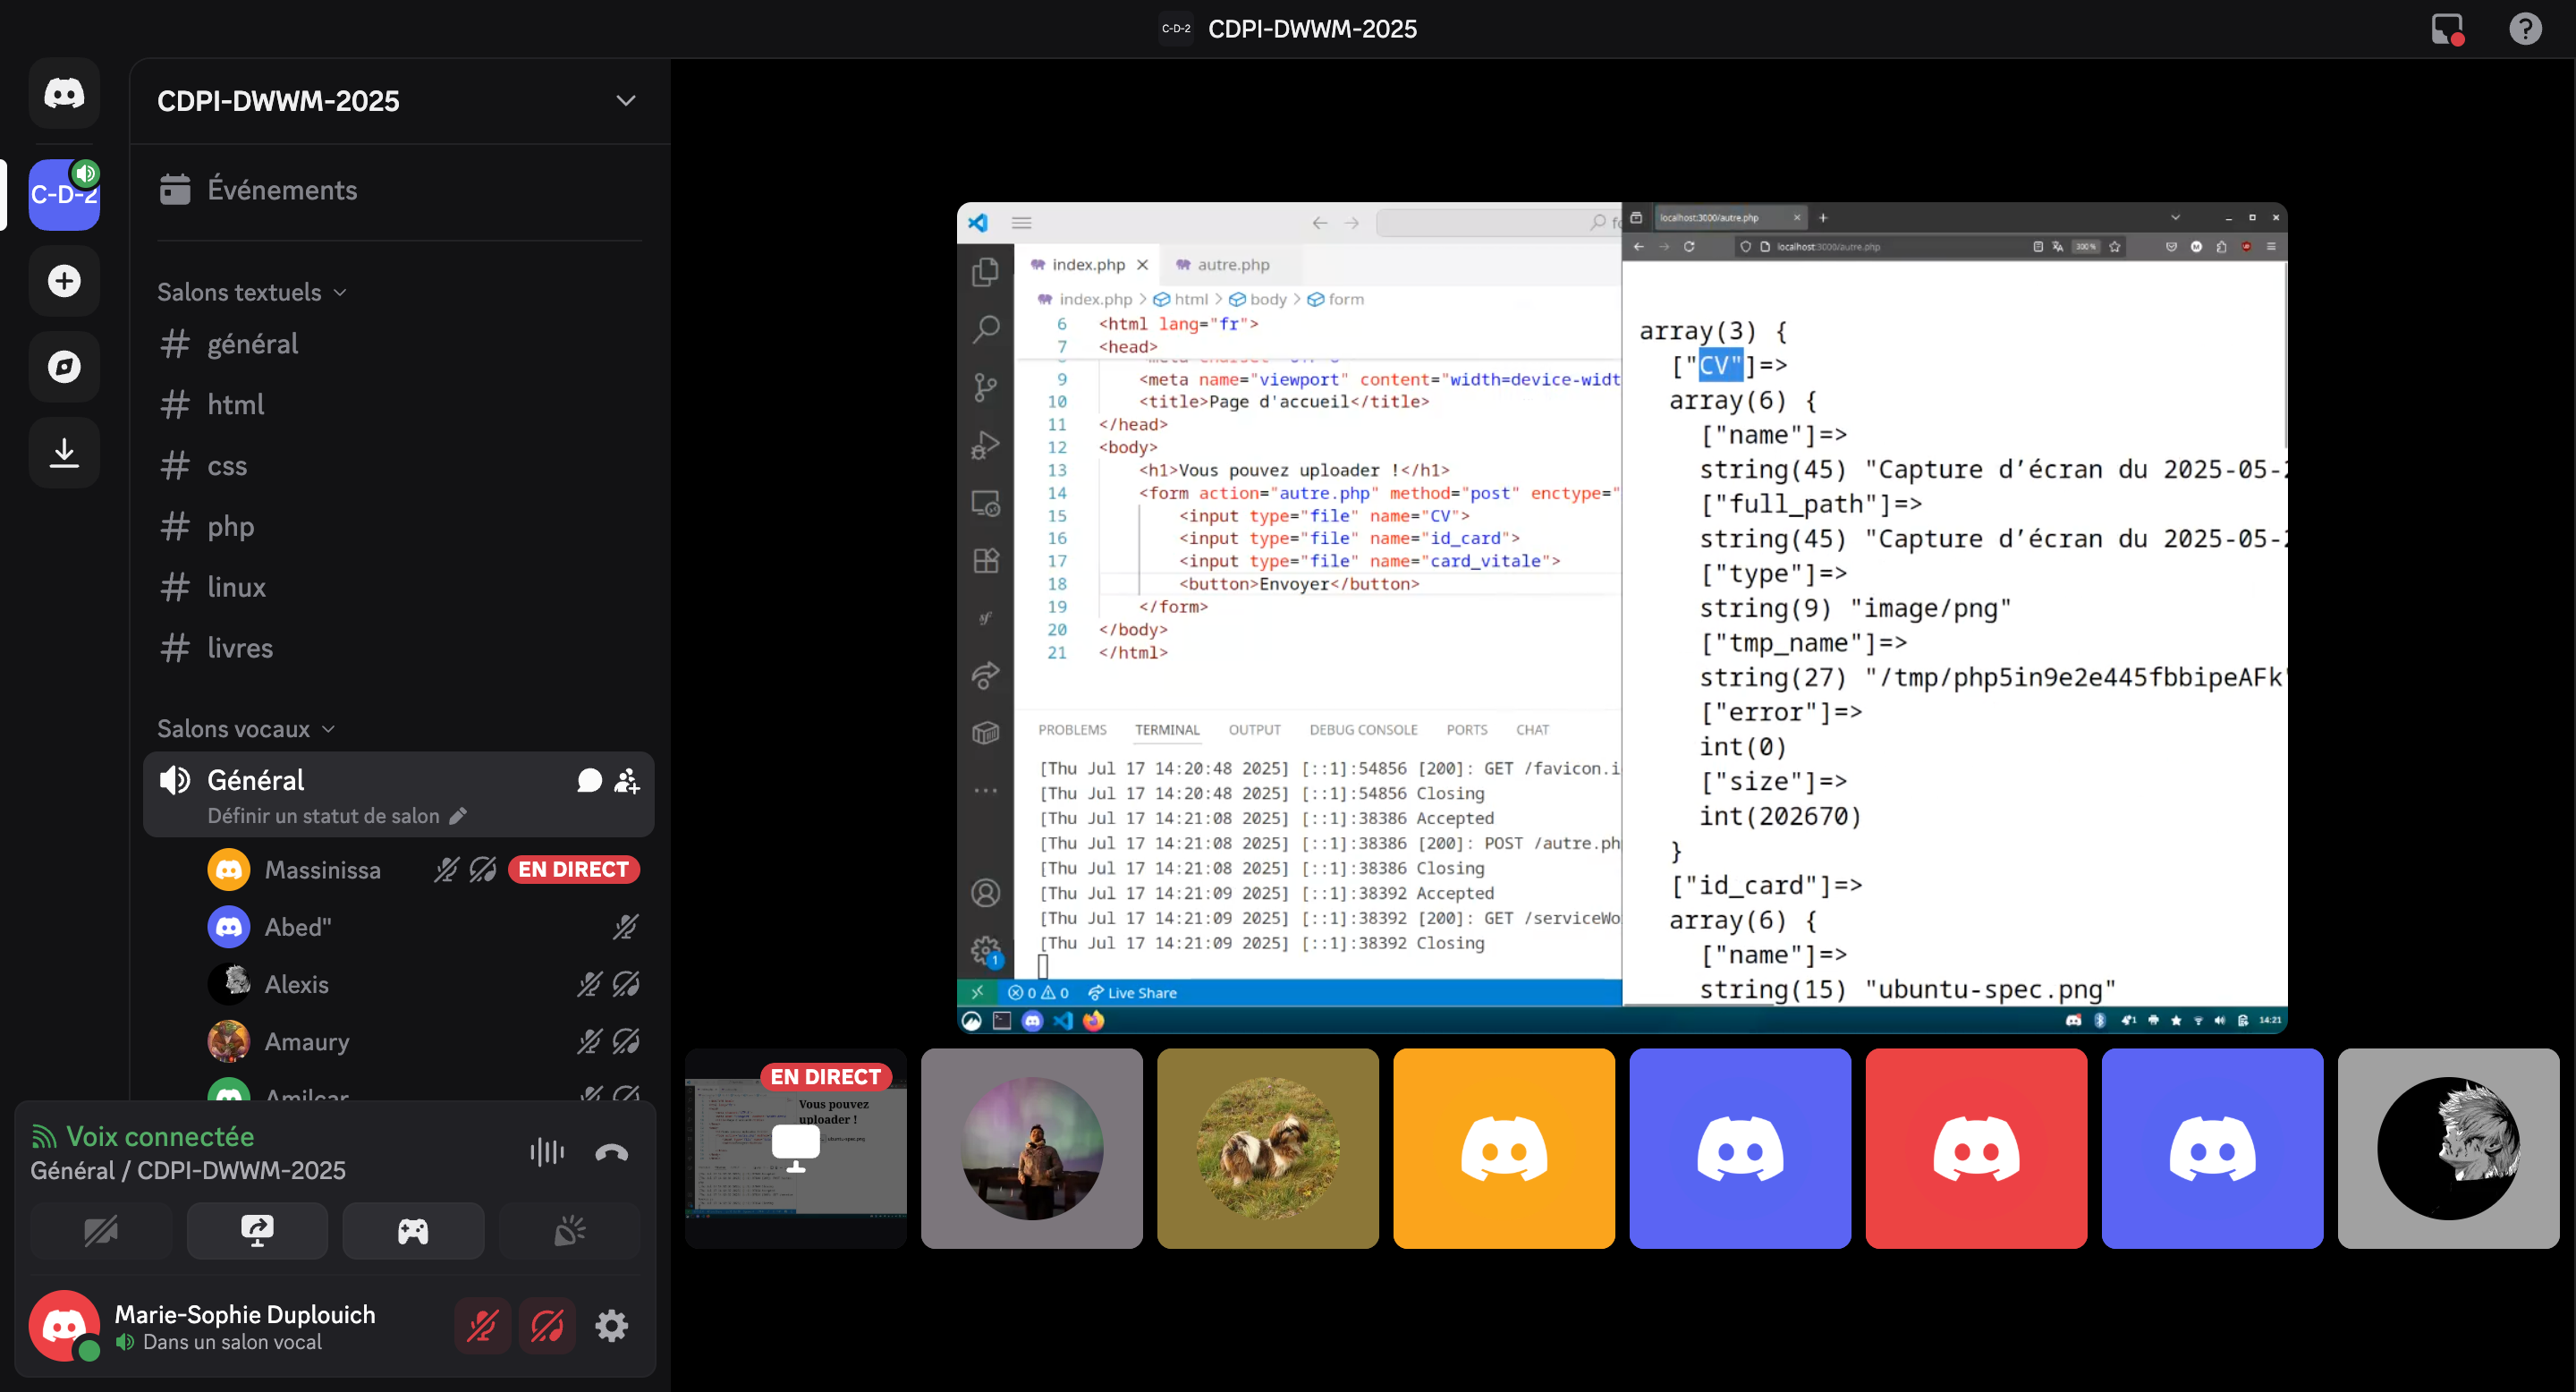 C-D-2 CDPI-DWWM-2025
C-D-2
CDPI-DWWM-2025
Événements
Salons textuels
# général
# html
# css
# php
# linux
# livres
Salons vocaux
Général
Définir un statut de salon
Massinissa EN DIRECT
Abed"
Alexis
Amaury
Amilcar
Voix connectée
Général / CDPI-DWWM-2025
Marie-Sophie Duplouich
Dans un salon vocal
index.php autre.php
index.php > html > body > form
6 <html lang="fr">
7 <head>
9 <meta name="viewport" content="width=device-widt
10 <title>Page d'accueil</title>
11 </head>
12 <body>
13 <h1>Vous pouvez uploader !</h1>
14 <form action="autre.php" method="post" enctype="
15 <input type="file" name="CV">
16 <input type="file" name="id_card">
17 <input type="file" name="card_vitale">
18 <button>Envoyer</button>
19 </form>
20 </body>
21 </html>
PROBLEMS TERMINAL OUTPUT DEBUG CONSOLE PORTS CHAT
[Thu Jul 17 14:20:48 2025] [::1]:54856 [200]: GET /favicon.i
[Thu Jul 17 14:20:48 2025] [::1]:54856 Closing
[Thu Jul 17 14:21:08 2025] [::1]:38386 Accepted
[Thu Jul 17 14:21:08 2025] [::1]:38386 [200]: POST /autre.ph
[Thu Jul 17 14:21:08 2025] [::1]:38386 Closing
[Thu Jul 17 14:21:09 2025] [::1]:38392 Accepted
[Thu Jul 17 14:21:09 2025] [::1]:38392 [200]: GET /serviceWo
[Thu Jul 17 14:21:09 2025] [::1]:38392 Closing
1
0 0 Live Share
localhost:3000/autre.php
localhost:3000/autre.php 300%
array(3) {
["CV"]=>
array(6) {
["name"]=>
string(45) "Capture d’écran du 2025-05-2
["full_path"]=>
string(45) "Capture d’écran du 2025-05-2
["type"]=>
string(9) "image/png"
["tmp_name"]=>
string(27) "/tmp/php5in9e2e445fbbipeAFk"
["error"]=>
int(0)
["size"]=>
int(202670)
}
["id_card"]=>
array(6) {
["name"]=>
string(15) "ubuntu-spec.png"
14:21
EN DIRECT
Vous pouvez
uploader !
ubuntu-spec.png